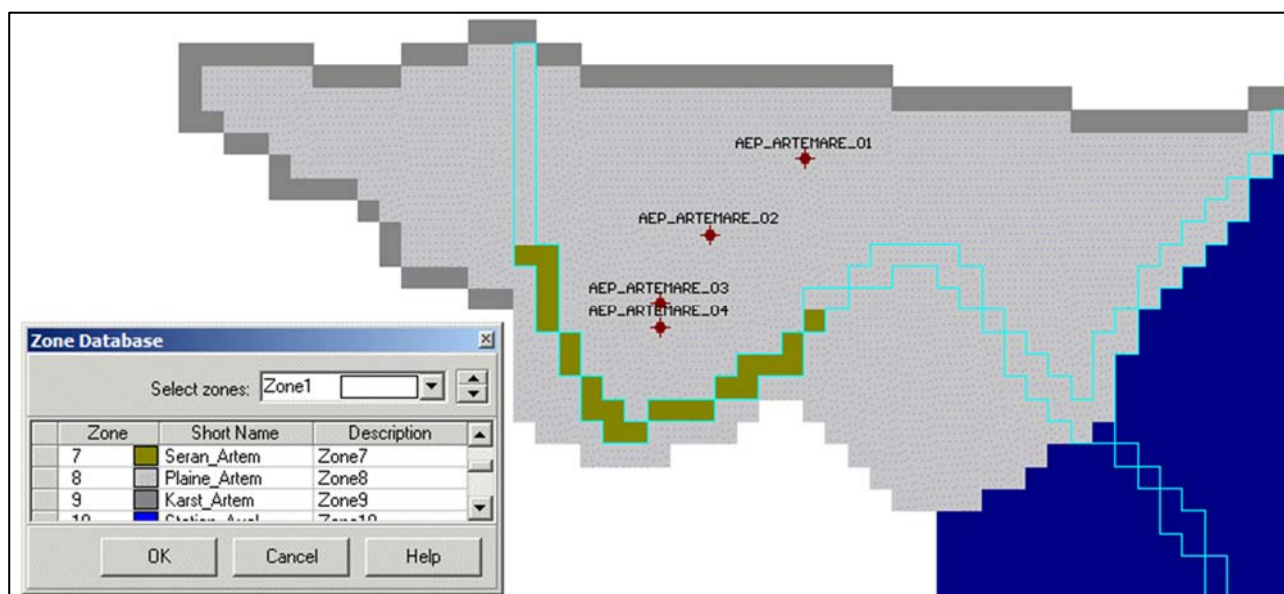 AEP_ARTEMARE_01
AEP_ARTEMARE_02
AEP_ARTEMARE_03
AEP_ARTEMARE_04
Zone Database
Select zones: Zone1
Zone Short Name Description
7 Seran_Artem Zone7
8 Plaine_Artem Zone8
9 Karst_Artem Zone9
OK Cancel Help